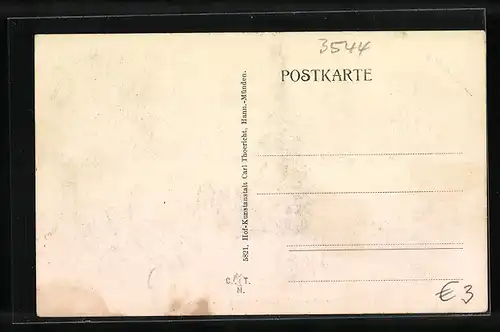 3544
POSTKARTE
5821, Hof-Kunstanstalt Carl Thoericht, Hann.-Münden.
C. T.
M.
€ 3